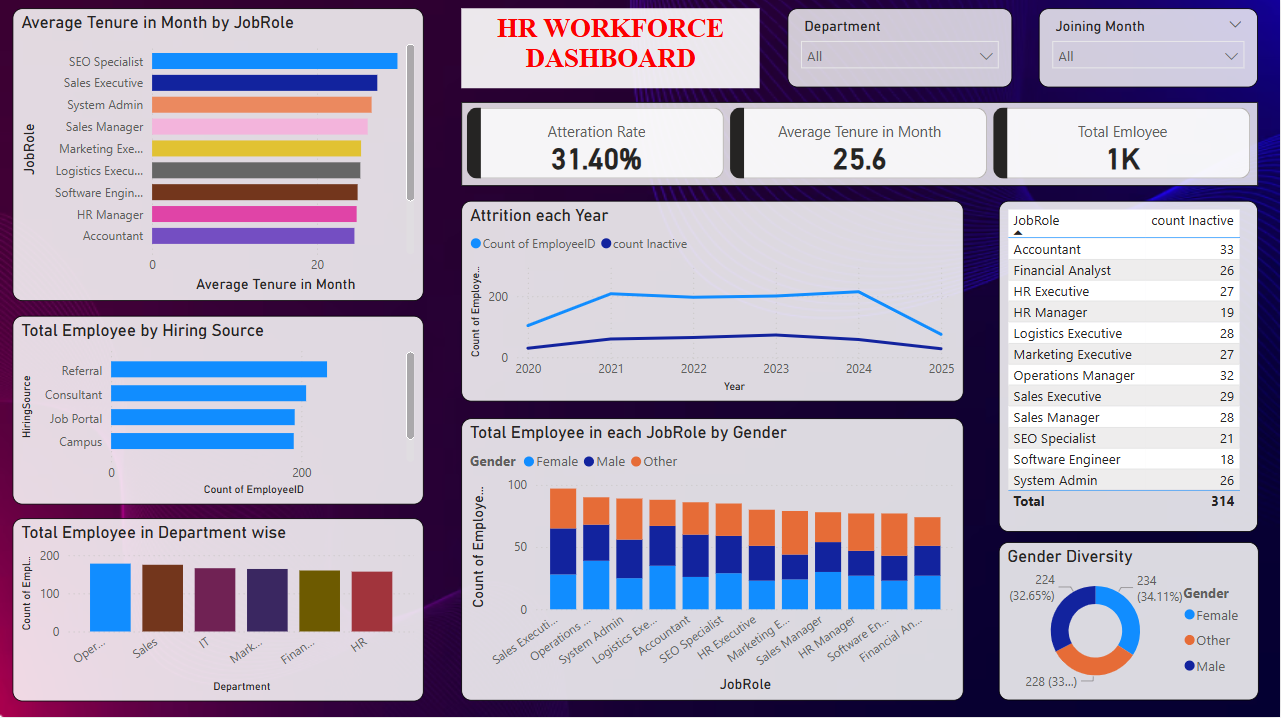 Average Tenure in Month by JobRole
JobRole
SEO Specialist
Sales Executive
System Admin
Sales Manager
Marketing Exe...
Logistics Execu...
Software Engin...
HR Manager
Accountant
0 20
Average Tenure in Month
HR WORKFORCE
DASHBOARD
Department
All
Joining Month
All
Atteration Rate
31.40%
Average Tenure in Month
25.6
Total Emloyee
1K
Total Employee by Hiring Source
HiringSource
Referral
Consultant
Job Portal
Campus
0 200
Count of EmployeeID
Total Employee in Department wise
Count of Empl...
200
100
0
Oper... Sales IT Mark... Finan... HR
Department
Attrition each Year
Count of EmployeeID count Inactive
Count of Employe...
200
0
2020 2021 2022 2023 2024 2025
Year
Total Employee in each JobRole by Gender
Gender Female Male Other
Count of Employe...
100
50
0
Sales Executi... Operations ... System Admin Logistics Exe... Accountant SEO Specialist HR Executive Marketing E... Sales Manager HR Manager Software En... Financial An...
JobRole
JobRole count Inactive
Accountant 33
Financial Analyst 26
HR Executive 27
HR Manager 19
Logistics Executive 28
Marketing Executive 27
Operations Manager 32
Sales Executive 29
Sales Manager 28
SEO Specialist 21
Software Engineer 18
System Admin 26
Total 314
Gender Diversity
224
(32.65%)
234
(34.11%)
228 (33...)
Gender
Female
Other
Male